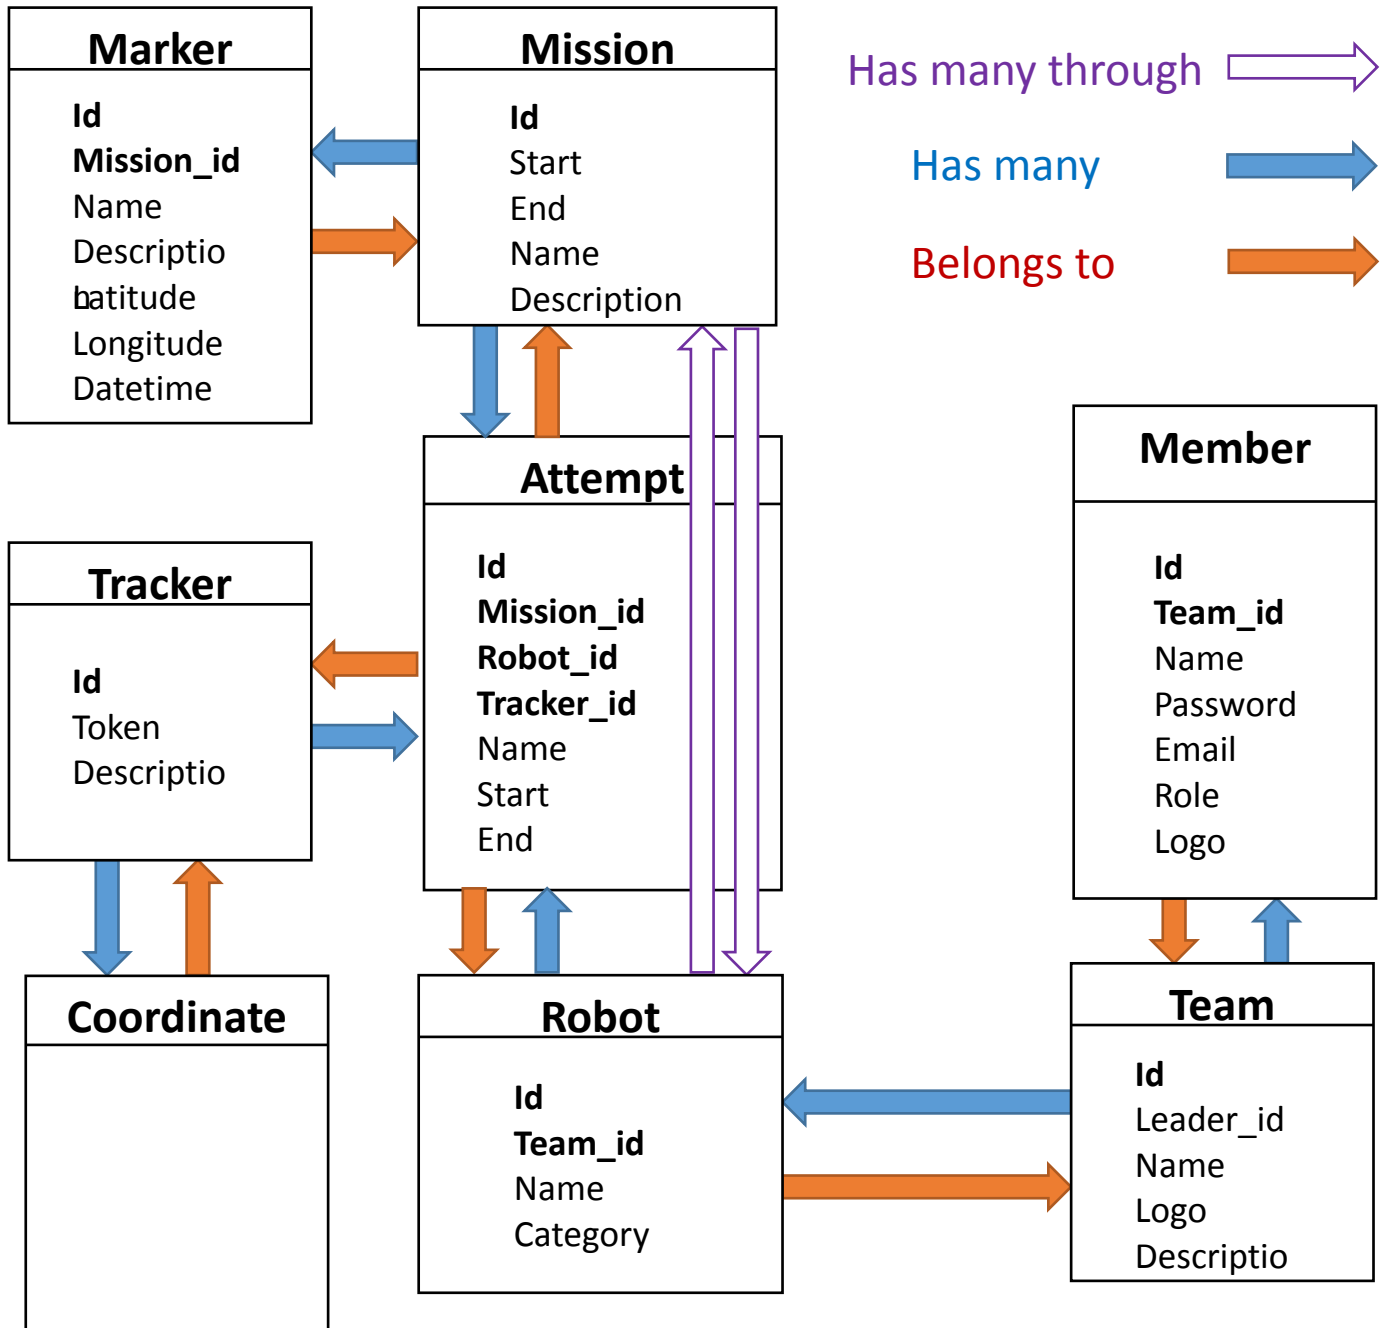 Marker
Id
Mission_id
Name
Descriptio
n
Latitude
Longitude
Datetime
Mission
Id
Start
End
Name
Description
Has many through
Has many
Belongs to
Attempt
Id
Mission_id
Robot_id
Tracker_id
Name
Start
End
Member
Id
Team_id
Name
Password
Email
Role
Logo
Tracker
Id
Token
Descriptio
Coordinate
Robot
Id
Team_id
Name
Category
Team
Id
Leader_id
Name
Logo
Descriptio